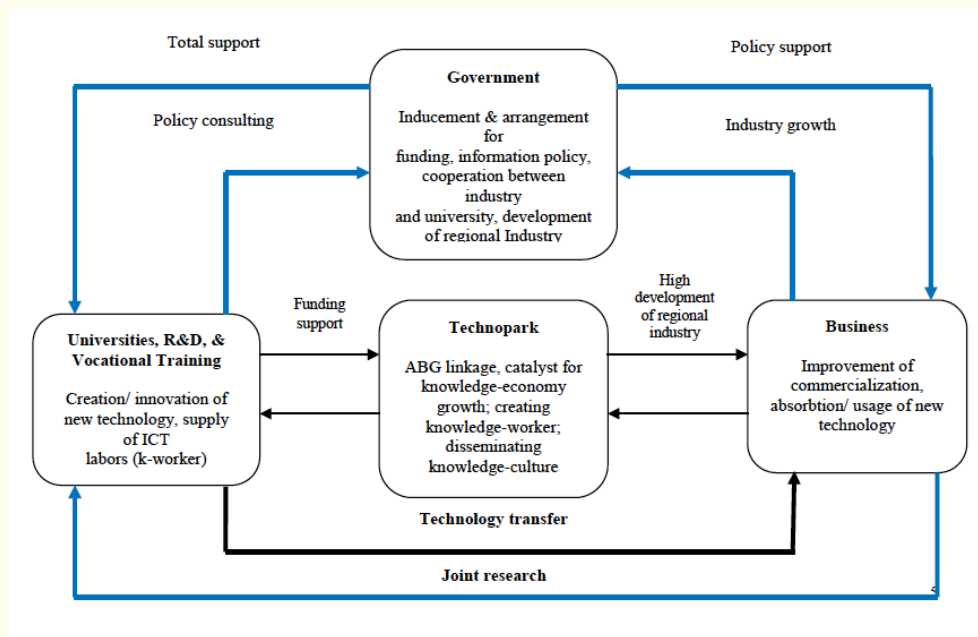 Total support
Policy support
Government
Policy consulting
Inducement & arrangement
for
funding, information policy,
cooperation between
industry
and university, development
of regional Industry
Industry growth
Funding
support
High
development
of regional
industry
Universities, R&D, &
Vocational Training
Creation/ innovation of
new technology, supply
of ICT
labors (k-worker)
Technopark
ABG linkage, catalyst for
knowledge-economy
growth; creating
knowledge-worker;
disseminating
knowledge-culture
Business
Improvement of
commercialization,
absorbtion/ usage of new
technology
Technology transfer
Joint research